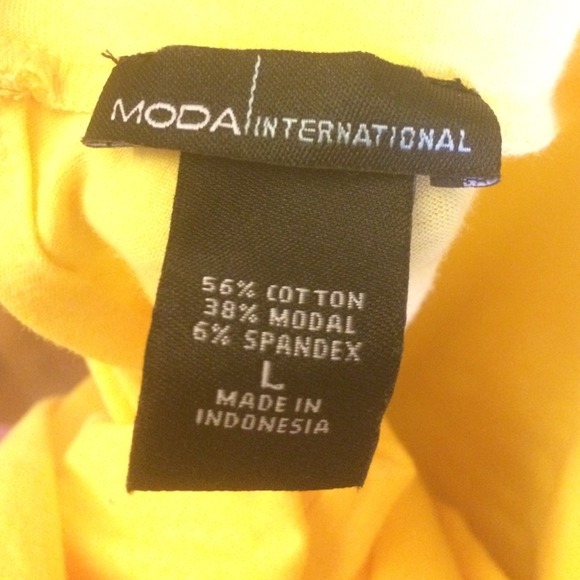 MODA INTERNATIONAL
56% COTTON
38% MODAL
6% SPANDEX
L
MADE IN
INDONESIA